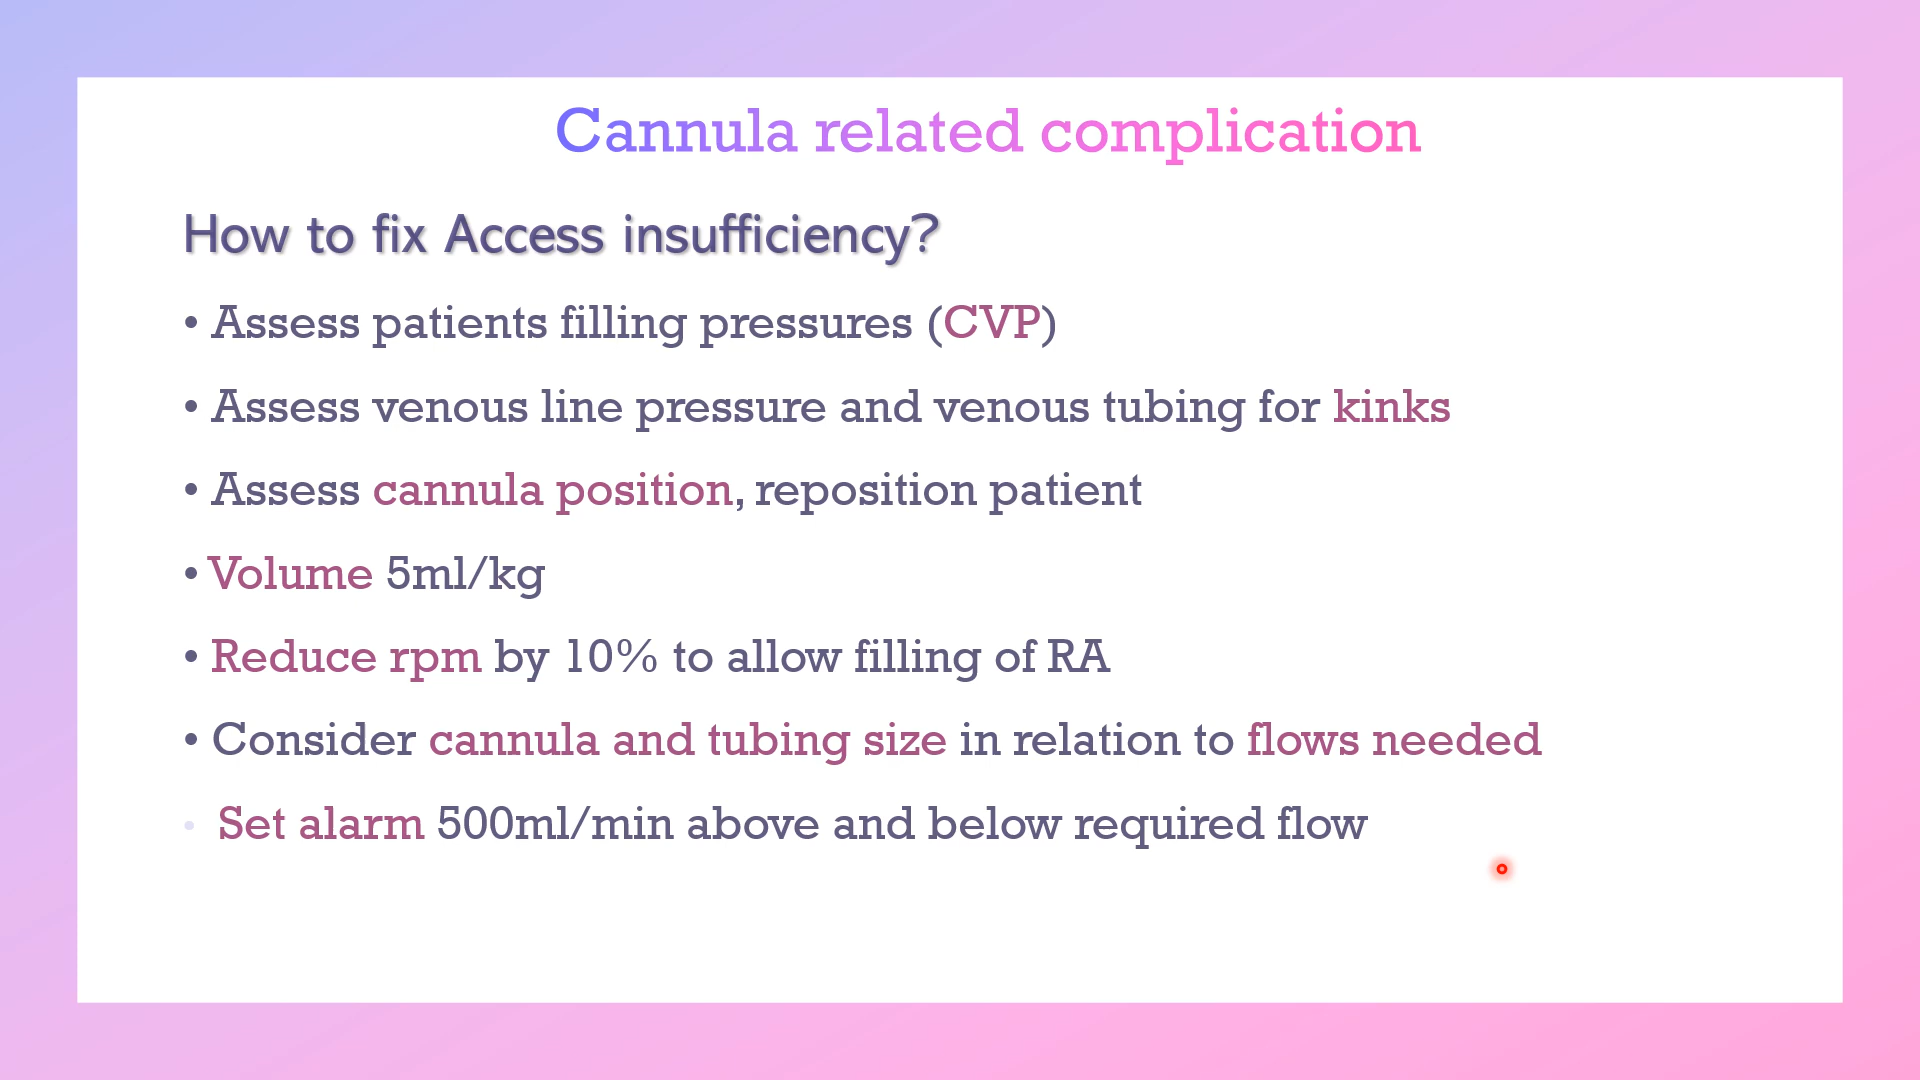 Cannula related complication
How to fix Access insufficiency?
• Assess patients filling pressures (CVP)
• Assess venous line pressure and venous tubing for kinks
• Assess cannula position, reposition patient
• Volume 5ml/kg
• Reduce rpm by 10% to allow filling of RA
• Consider cannula and tubing size in relation to flows needed
• Set alarm 500ml/min above and below required flow